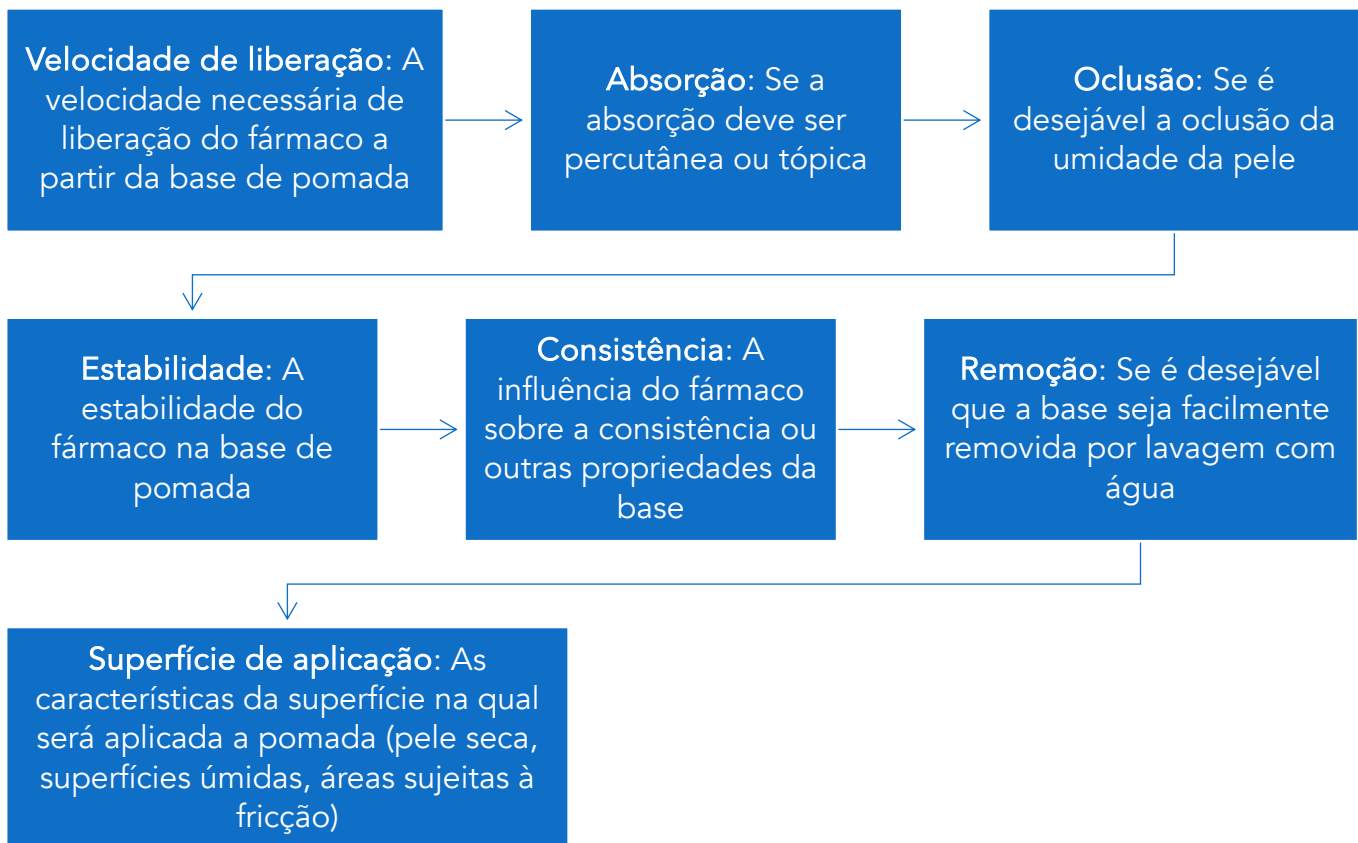 Velocidade de liberação: A
velocidade necessária de
liberação do fármaco a
partir da base de pomada
Absorção: Se a
absorção deve ser
percutânea ou tópica
Oclusão: Se é
desejável a oclusão da
umidade da pele
Estabilidade: A
estabilidade do
fármaco na base de
pomada
Consistência: A
influência do fármaco
sobre a consistência ou
outras propriedades da
base
Remoção: Se é desejável
que a base seja facilmente
removida por lavagem com
água
Superfície de aplicação: As
características da superfície na qual
será aplicada a pomada (pele seca,
superfícies úmidas, áreas sujeitas à
fricção)